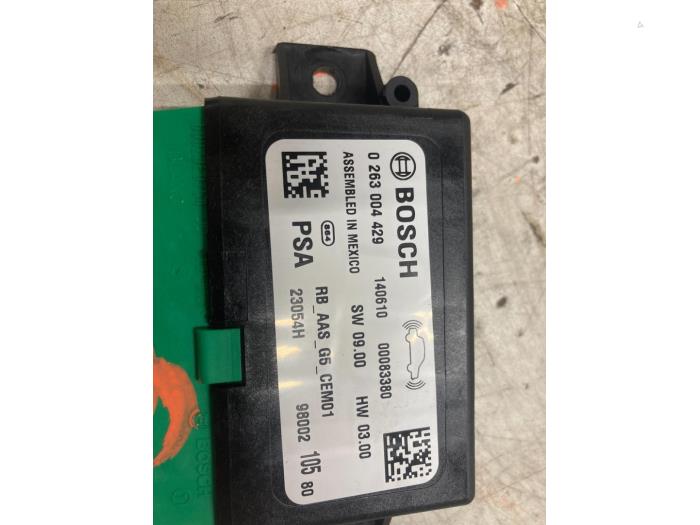 BOSCH
0 263 004 429 140610 00083380
ASSEMBLED IN MEXICO SW 09.00 HW 03.00
864
PSA RB_AAS_G5_CEM01
23054H 98002 105 80
BOSCH